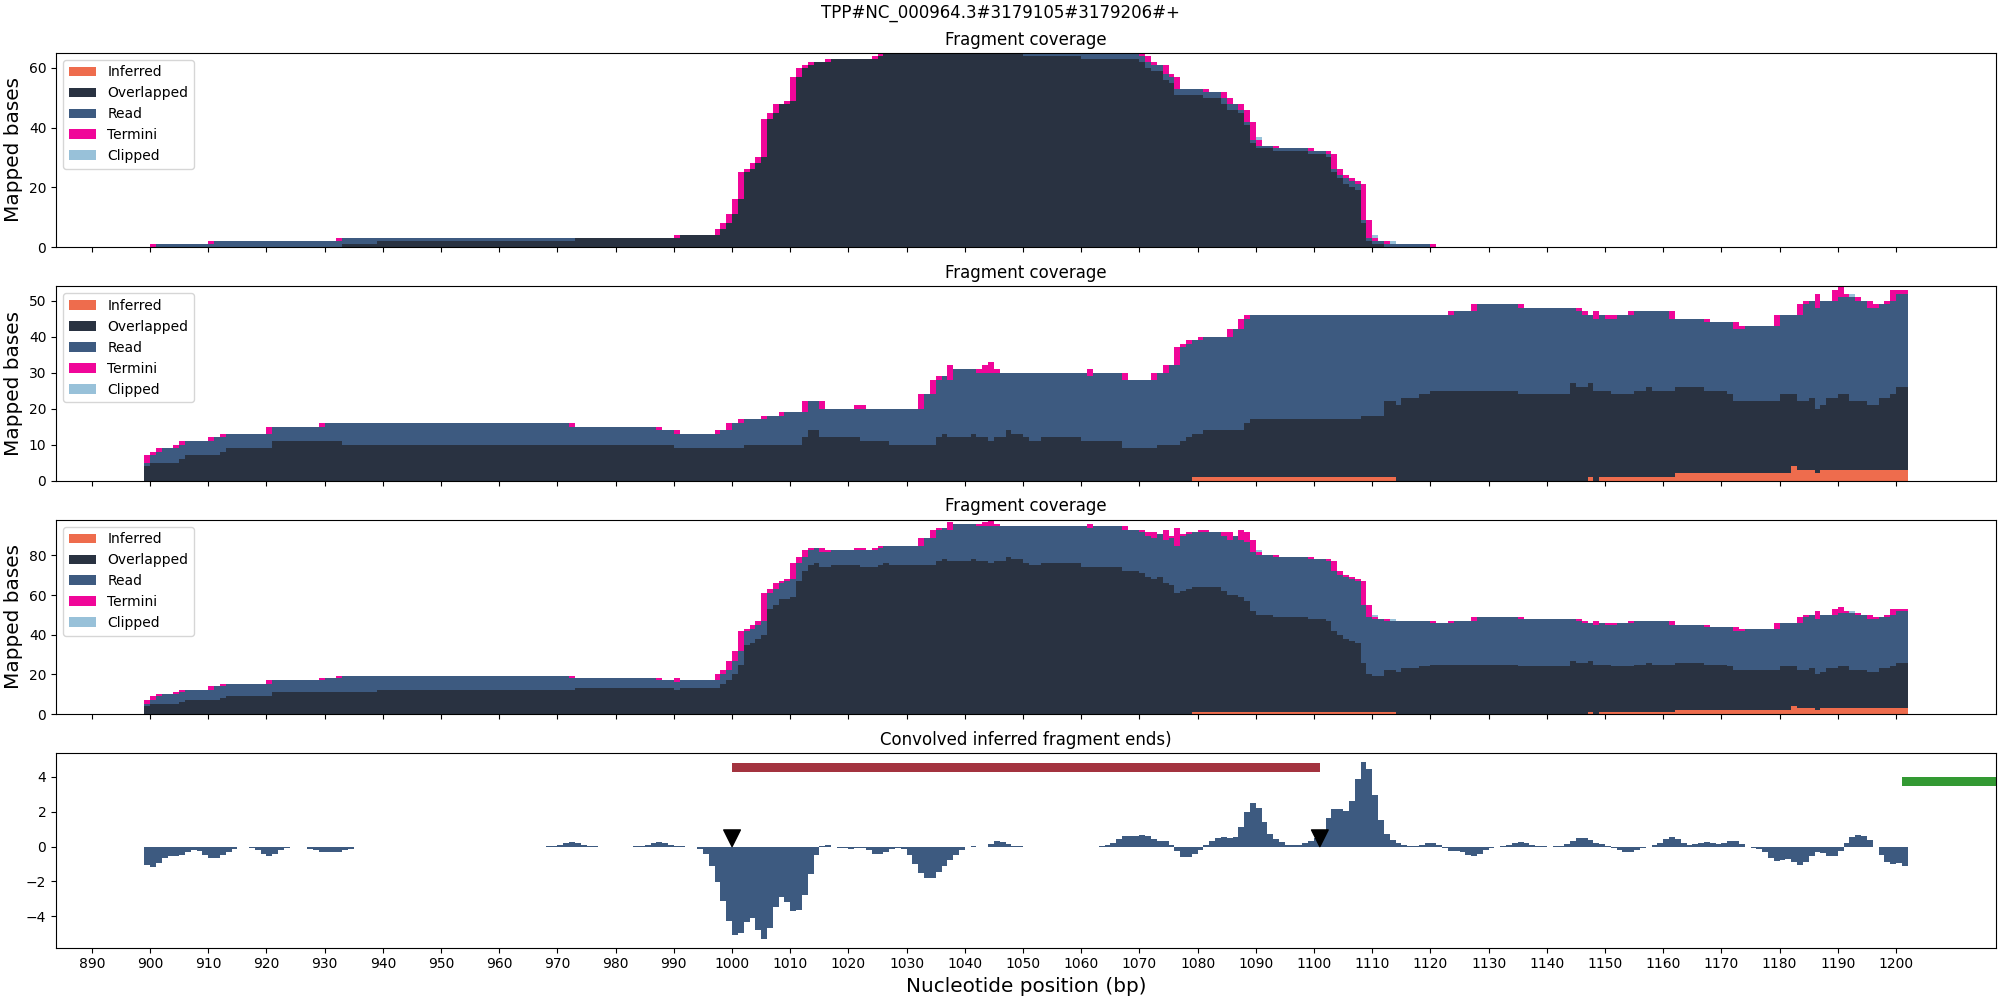 TPP#NC_000964.3#3179105#3179206#+
Fragment coverage
Mapped bases
60
40
20
0
Inferred
Overlapped
Read
Termini
Clipped
Fragment coverage
Mapped bases
50
40
30
20
10
0
Inferred
Overlapped
Read
Termini
Clipped
Fragment coverage
Mapped bases
80
60
40
20
0
Inferred
Overlapped
Read
Termini
Clipped
Convolved inferred fragment ends)
4
2
0
−2
−4
890 900 910 920 930 940 950 960 970 980 990 1000 1010 1020 1030 1040 1050 1060 1070 1080 1090 1100 1110 1120 1130 1140 1150 1160 1170 1180 1190 1200
Nucleotide position (bp)